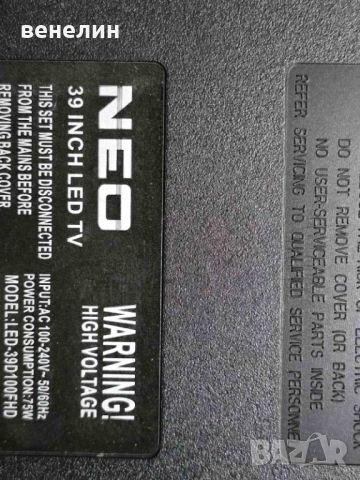 венелин
NEO
39 INCH LED TV
THIS SET MUST BE DISCONNECTED
FROM THE MAINS BEFORE
REMOVING BACK COVER
WARNING!
HIGH VOLTAGE
INPUT:AC 100-240V~ 50/60Hz
POWER CONSUMPTION:75W
MODEL:LED-39D100FHD
DO NOT REMOVE COVER (OR BACK)
NO USER-SERVICEABLE PARTS INSIDE
REFER SERVICING TO QUALIFIED SERVICE PERSONNEL
BAZAR